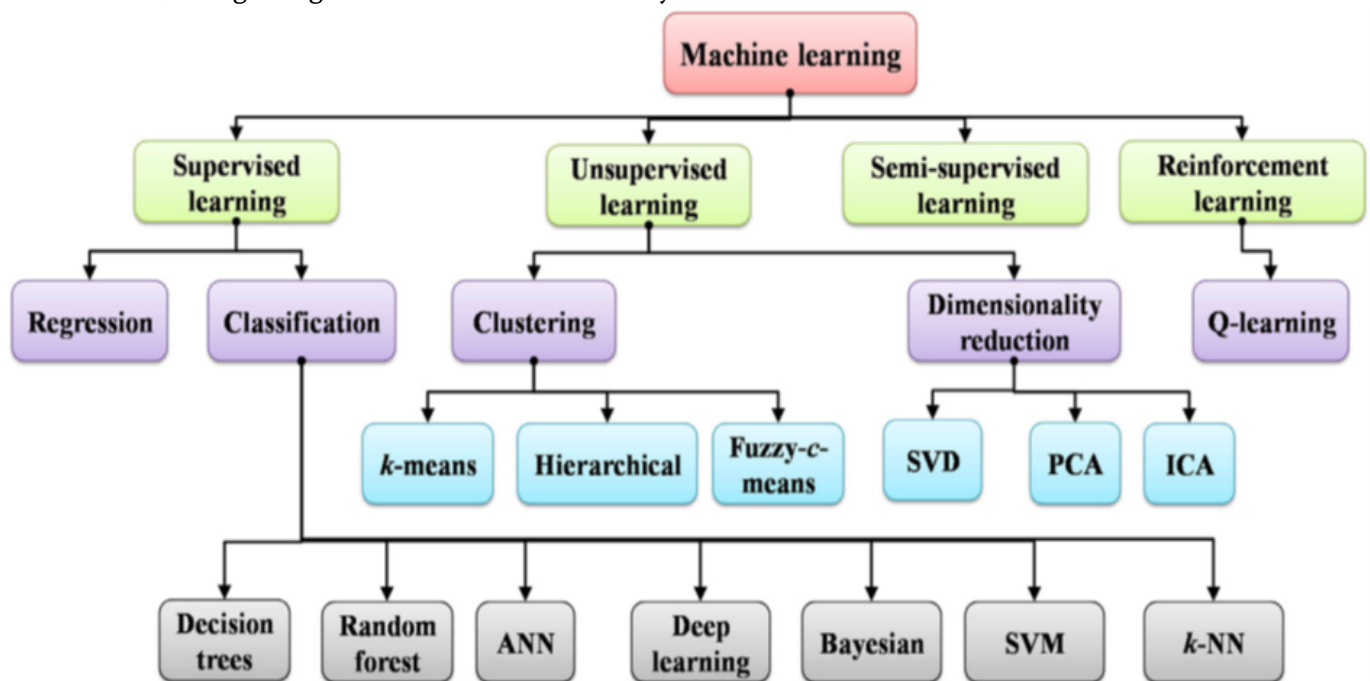 Machine learning
Supervised
learning
Unsupervised
learning
Semi-supervised
learning
Reinforcement
learning
Regression
Classification
Clustering
Dimensionality
reduction
Q-learning
k-means
Hierarchical
Fuzzy-c-
means
SVD
PCA
ICA
Decision
trees
Random
forest
ANN
Deep
learning
Bayesian
SVM
k-NN